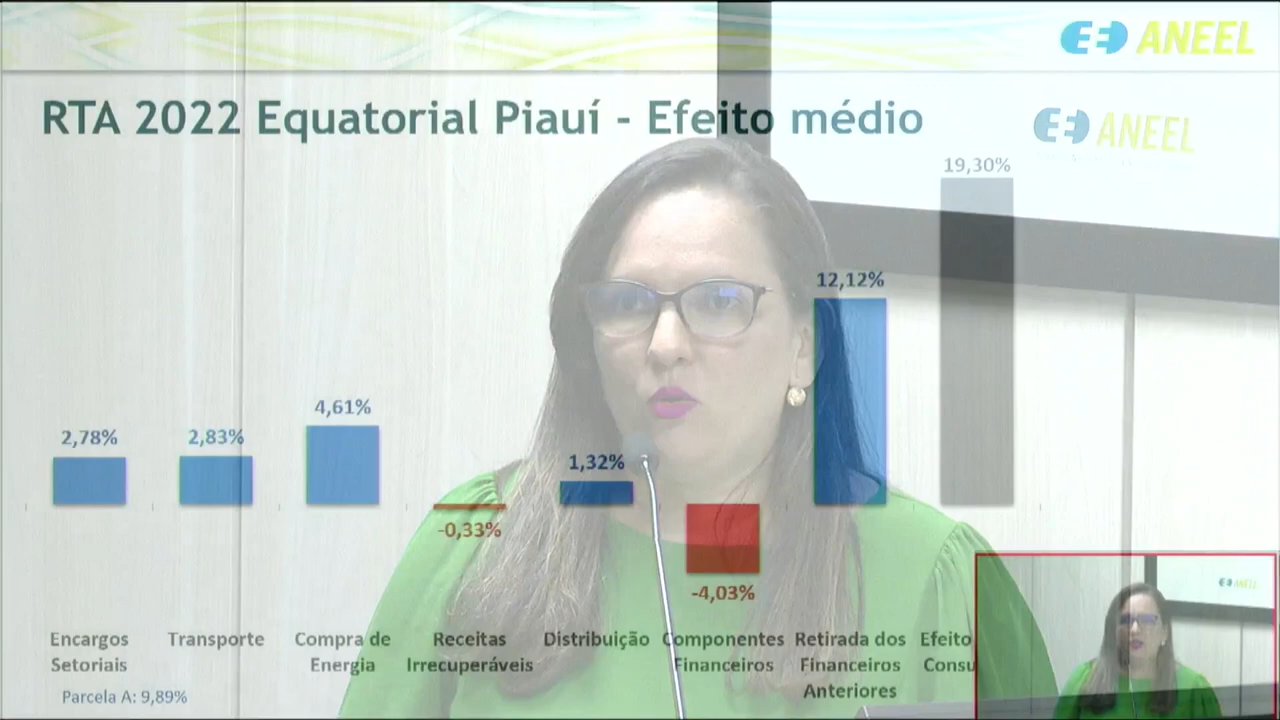 ANEEL
RTA 2022 Equatorial Piauí - Efeito médio
ANEEL
19,30%
12,12%
4,61%
2,78%
2,83%
1,32%
-0,33%
-4,03%
Encargos Setoriais
Transporte
Compra de Energia
Receitas Irrecuperáveis
Distribuição
Componentes Financeiros
Retirada dos Financeiros Anteriores
Efeito
Parcela A: 9,89%
ANEEL